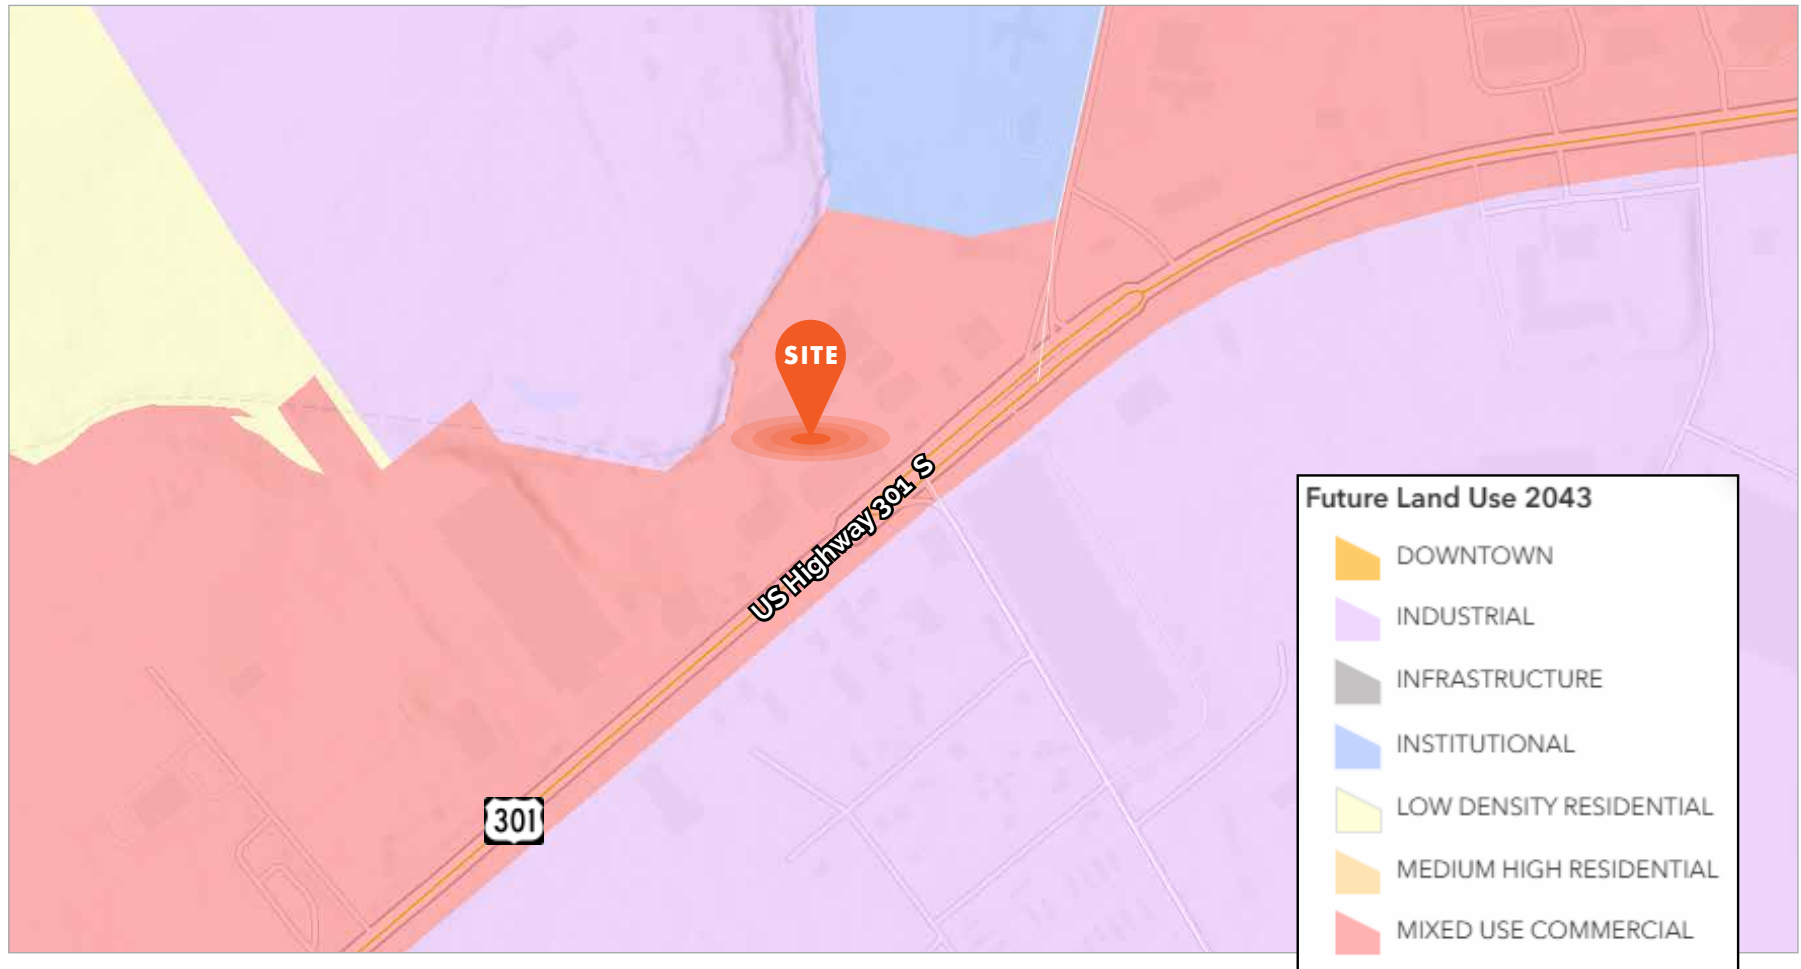 SITE
US Highway 301 S
301
Future Land Use 2043
DOWNTOWN
INDUSTRIAL
INFRASTRUCTURE
INSTITUTIONAL
LOW DENSITY RESIDENTIAL
MEDIUM HIGH RESIDENTIAL
MIXED USE COMMERCIAL